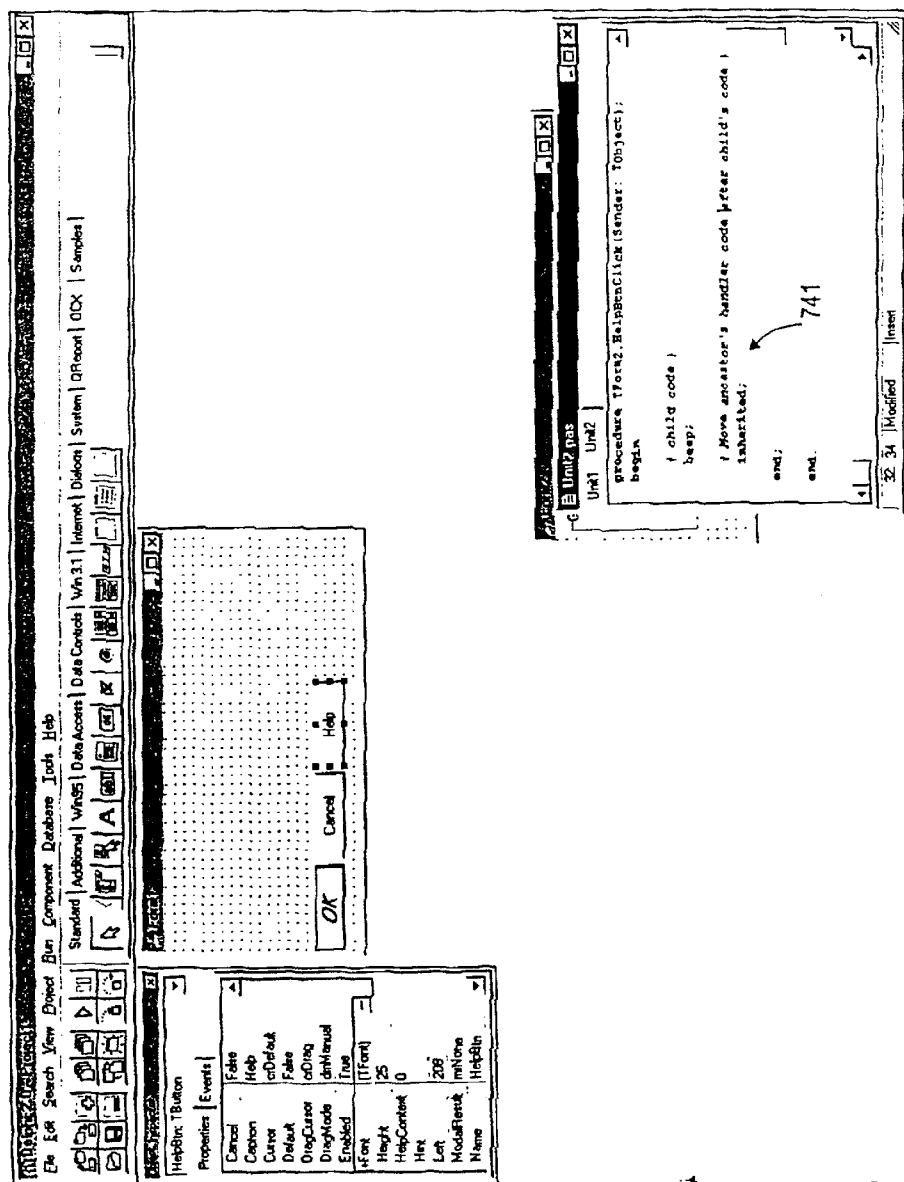 Delphi 2.0
File Edit Search View Project Run Component Database Tools Help
Standard | Additional | Win95 | Data Access | Data Controls | Win 3.1 | Internet | Dialogs | System | QReport | OCX | Samples |
HelpBtn: TButton
Properties | Events |
Cancel False
Caption Help
Cursor crDefault
Default False
DragCursor crDrag
DragMode dmManual
Enabled True
+Font (TFont)
Height 25
HelpContext 0
Hint
Left 208
ModalResult mrNone
Name HelpBtn
OK
Cancel
Help
Unit2.pas
Unit1 Unit2
procedure TForm2.HelpBtnClick(Sender: TObject);
begin
{ child code }
beep;
{ Move ancestor's handler code after child's code }
inherited;
end;
end.
32: 34 Modified Insert
741